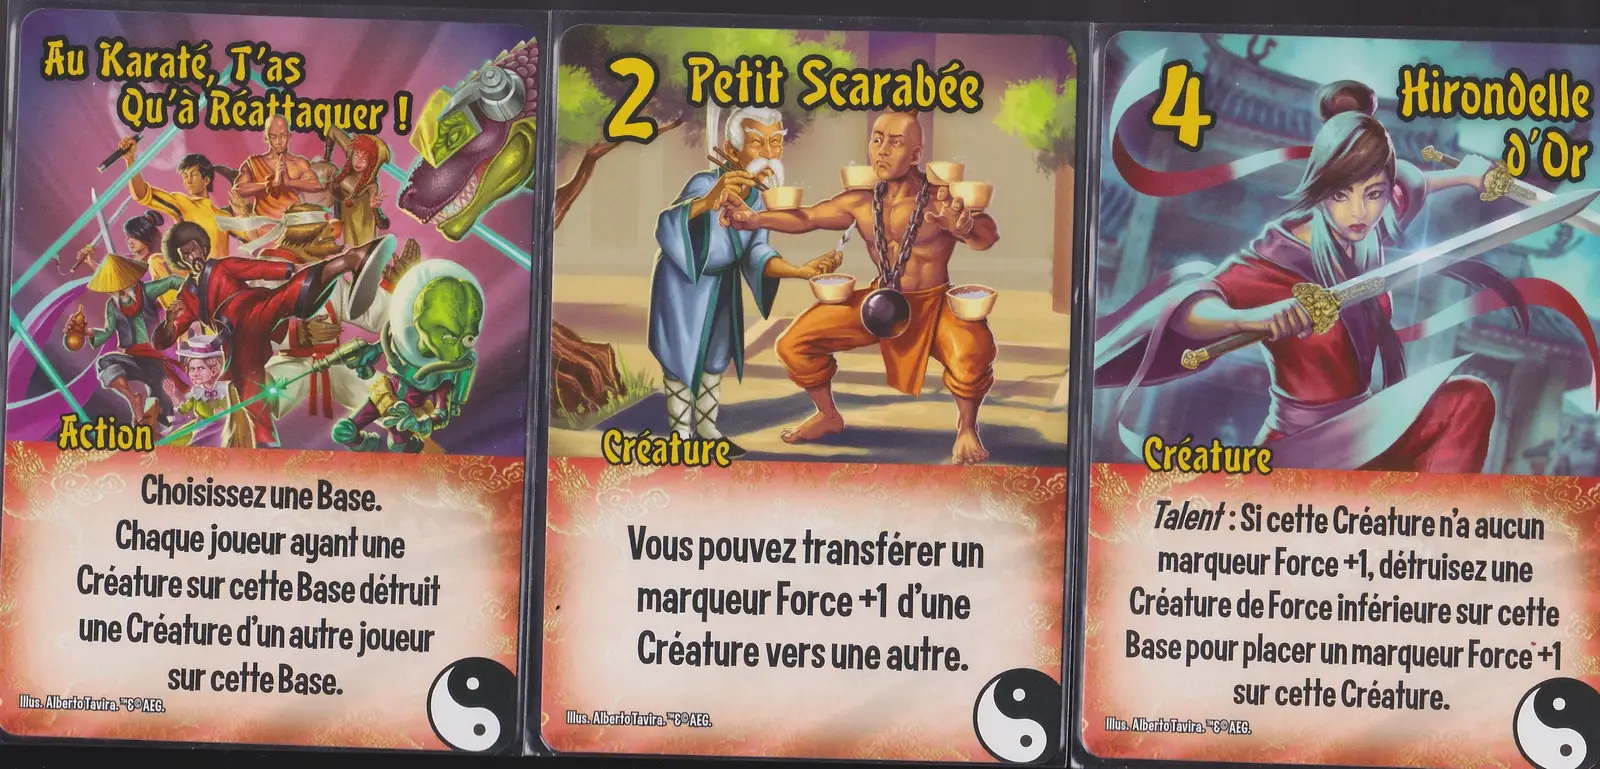 Au Karaté, T'as
Qu'à Réattaquer !
Action
Choisissez une Base.
Chaque joueur ayant une
Créature sur cette Base détruit
une Créature d'un autre joueur
sur cette Base.
Illus. Alberto Tavira. ™&©AEG.
2 Petit Scarabée
Créature
Vous pouvez transférer un
marqueur Force +1 d'une
Créature vers une autre.
Illus. Alberto Tavira. ™&©AEG.
4 Hirondelle
d'Or
Créature
Talent : Si cette Créature n'a aucun
marqueur Force +1, détruisez une
Créature de Force inférieure sur cette
Base pour placer un marqueur Force +1
sur cette Créature.
Illus. Alberto Tavira. ™&©AEG.